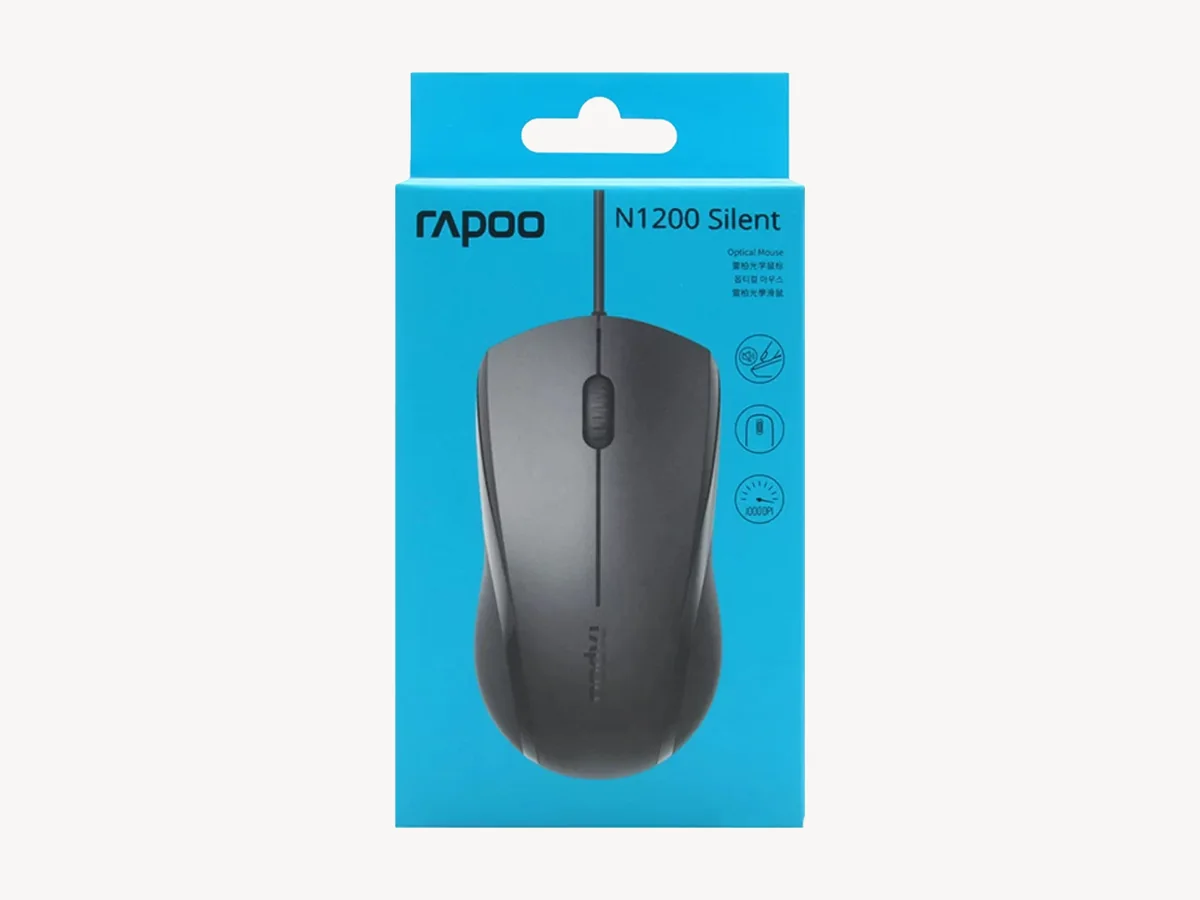 rapoo
N1200 Silent
Optical Mouse
雷柏光学鼠标
옵티컬 마우스
雷柏光學滑鼠
1000DPI
rapoo